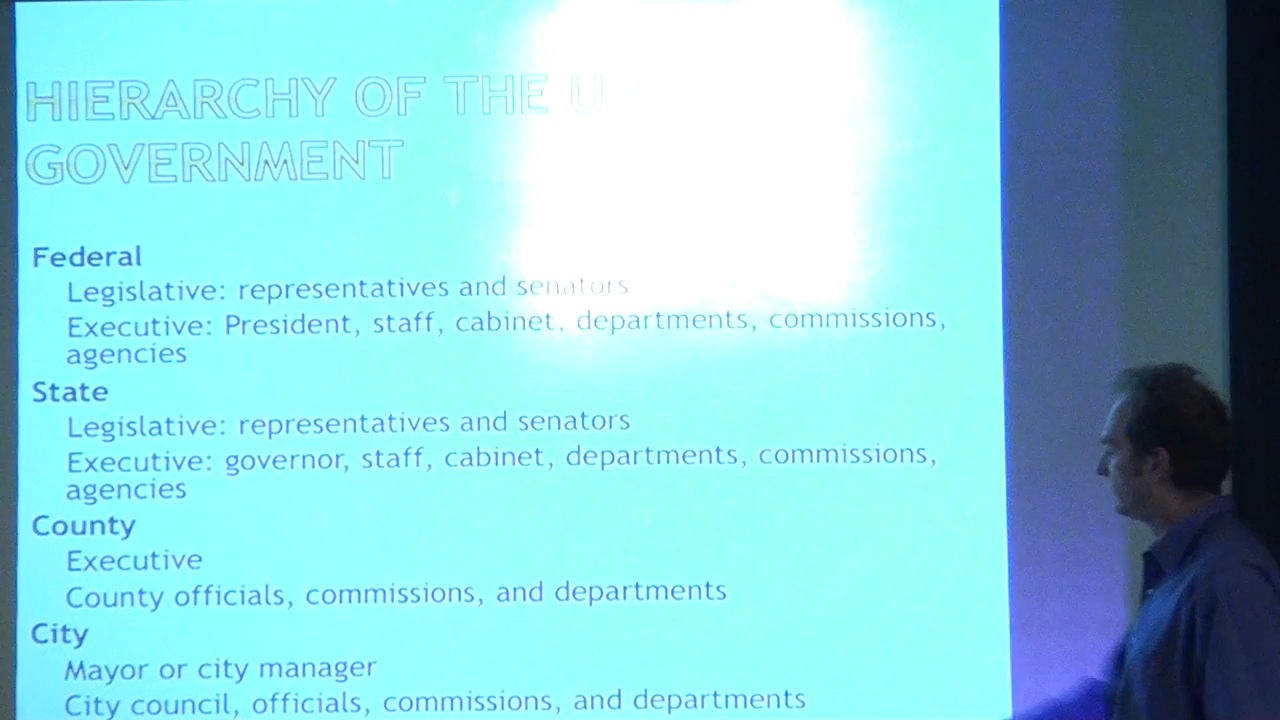 HIERARCHY OF THE U
GOVERNMENT
Federal
Legislative: representatives and senators
Executive: President, staff, cabinet, departments, commissions,
agencies
State
Legislative: representatives and senators
Executive: governor, staff, cabinet, departments, commissions,
agencies
County
Executive
County officials, commissions, and departments
City
Mayor or city manager
City council, officials, commissions, and departments